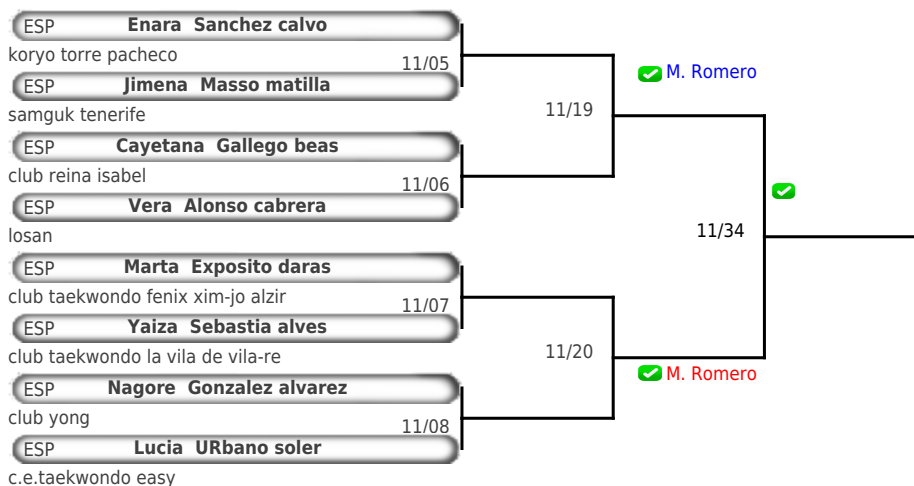 ESP Enara Sanchez calvo
koryo torre pacheco
11/05
ESP Jimena Masso matilla
samguk tenerife
11/19
M. Romero
ESP Cayetana Gallego beas
club reina isabel
11/06
ESP Vera Alonso cabrera
losan
11/34
ESP Marta Exposito daras
club taekwondo fenix xim-jo alzir
11/07
ESP Yaiza Sebastia alves
club taekwondo la vila de vila-re
11/20
M. Romero
ESP Nagore Gonzalez alvarez
club yong
11/08
ESP Lucia URbano soler
c.e.taekwondo easy